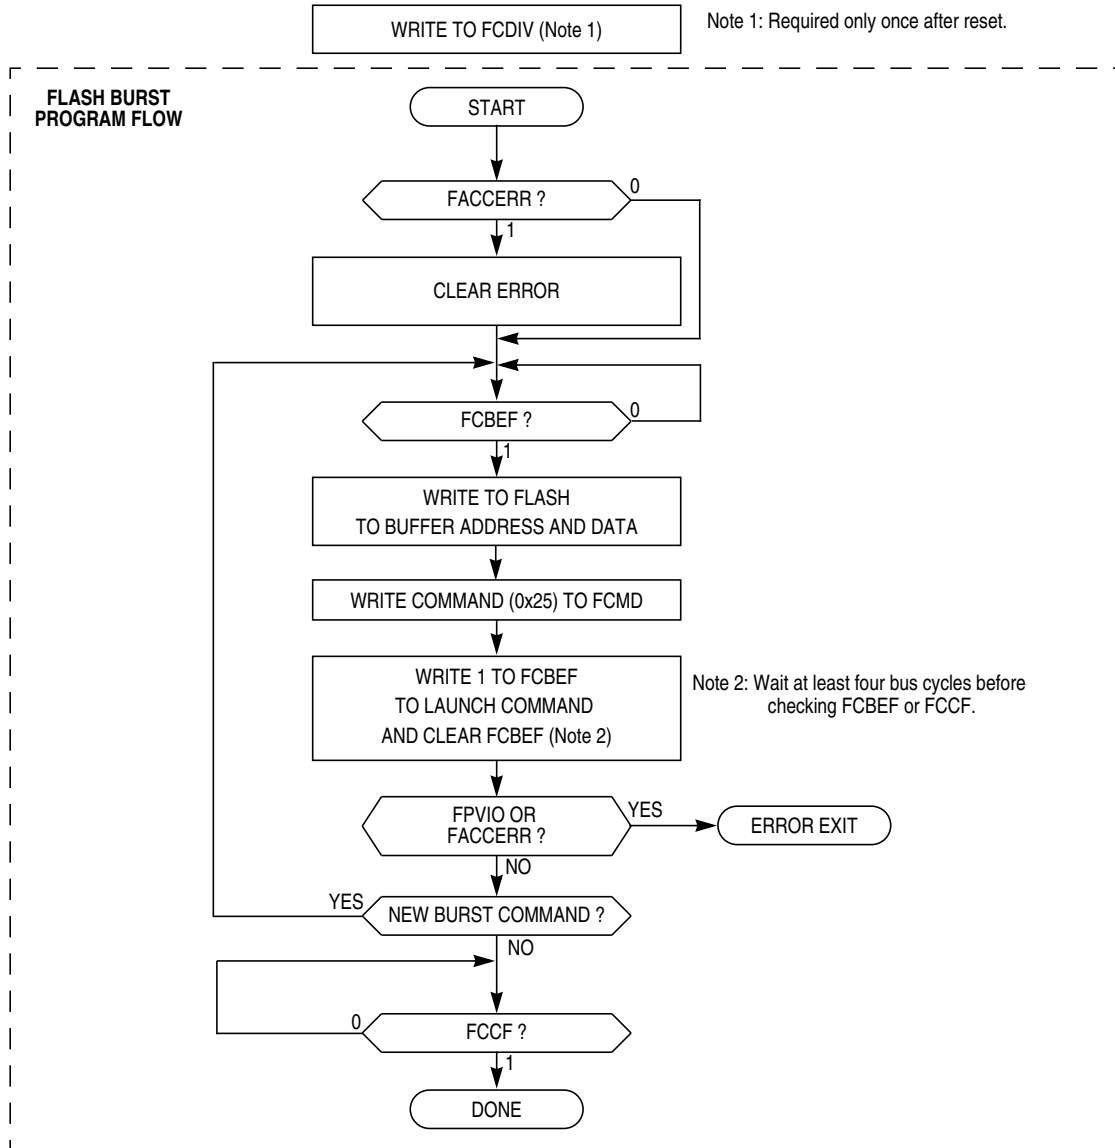 WRITE TO FCDIV (Note 1)
Note 1: Required only once after reset.
FLASH BURST
PROGRAM FLOW
START
FACCERR ?
0
1
CLEAR ERROR
FCBEF ?
0
1
WRITE TO FLASH
TO BUFFER ADDRESS AND DATA
WRITE COMMAND (0x25) TO FCMD
WRITE 1 TO FCBEF
TO LAUNCH COMMAND
AND CLEAR FCBEF (Note 2)
Note 2: Wait at least four bus cycles before
checking FCBEF or FCCF.
FPVIO OR
FACCERR ?
YES
ERROR EXIT
NO
YES
NEW BURST COMMAND ?
NO
0
FCCF ?
1
DONE